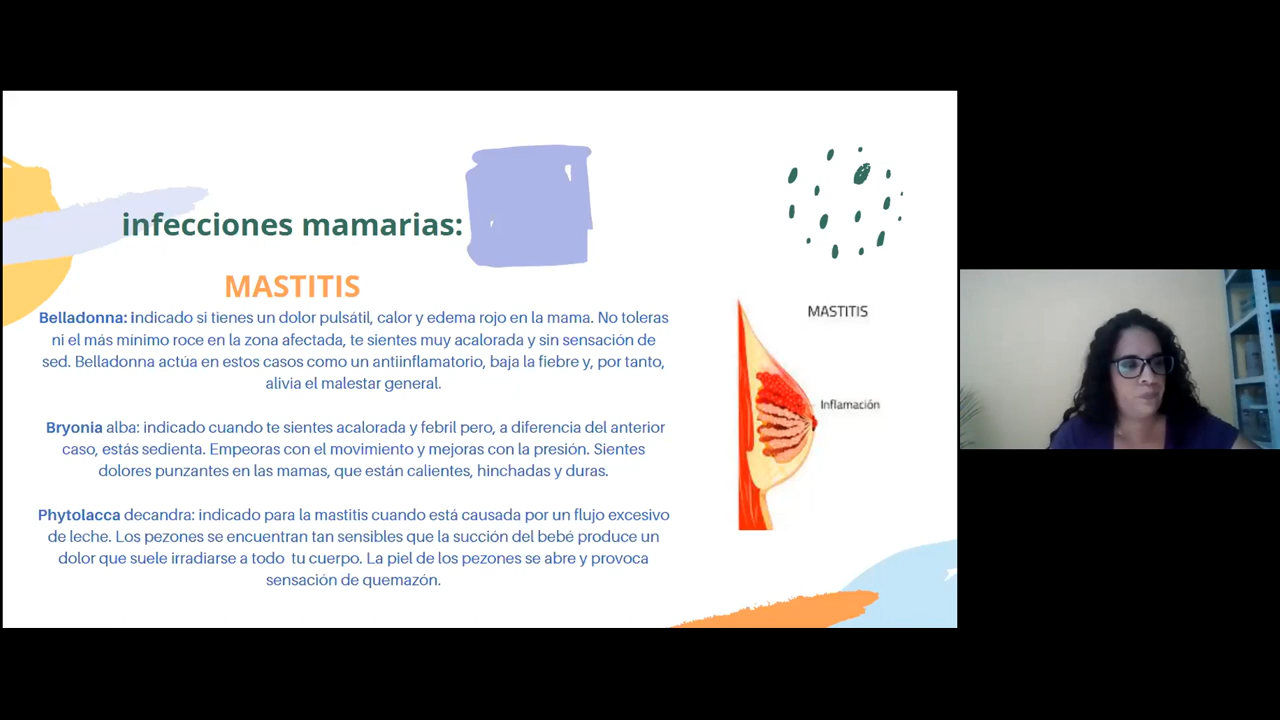 infecciones mamarias:
MASTITIS
Belladonna: indicado si tienes un dolor pulsátil, calor y edema rojo en la mama. No toleras
ni el más mínimo roce en la zona afectada, te sientes muy acalorada y sin sensación de
sed. Belladonna actúa en estos casos como un antiinflamatorio, baja la fiebre y, por tanto,
alivia el malestar general.
Bryonia alba: indicado cuando te sientes acalorada y febril pero, a diferencia del anterior
caso, estás sedienta. Empeoras con el movimiento y mejoras con la presión. Sientes
dolores punzantes en las mamas, que están calientes, hinchadas y duras.
Phytolacca decandra: indicado para la mastitis cuando está causada por un flujo excesivo
de leche. Los pezones se encuentran tan sensibles que la succión del bebé produce un
dolor que suele irradiarse a todo tu cuerpo. La piel de los pezones se abre y provoca
sensación de quemazón.
MASTITIS
Inflamación